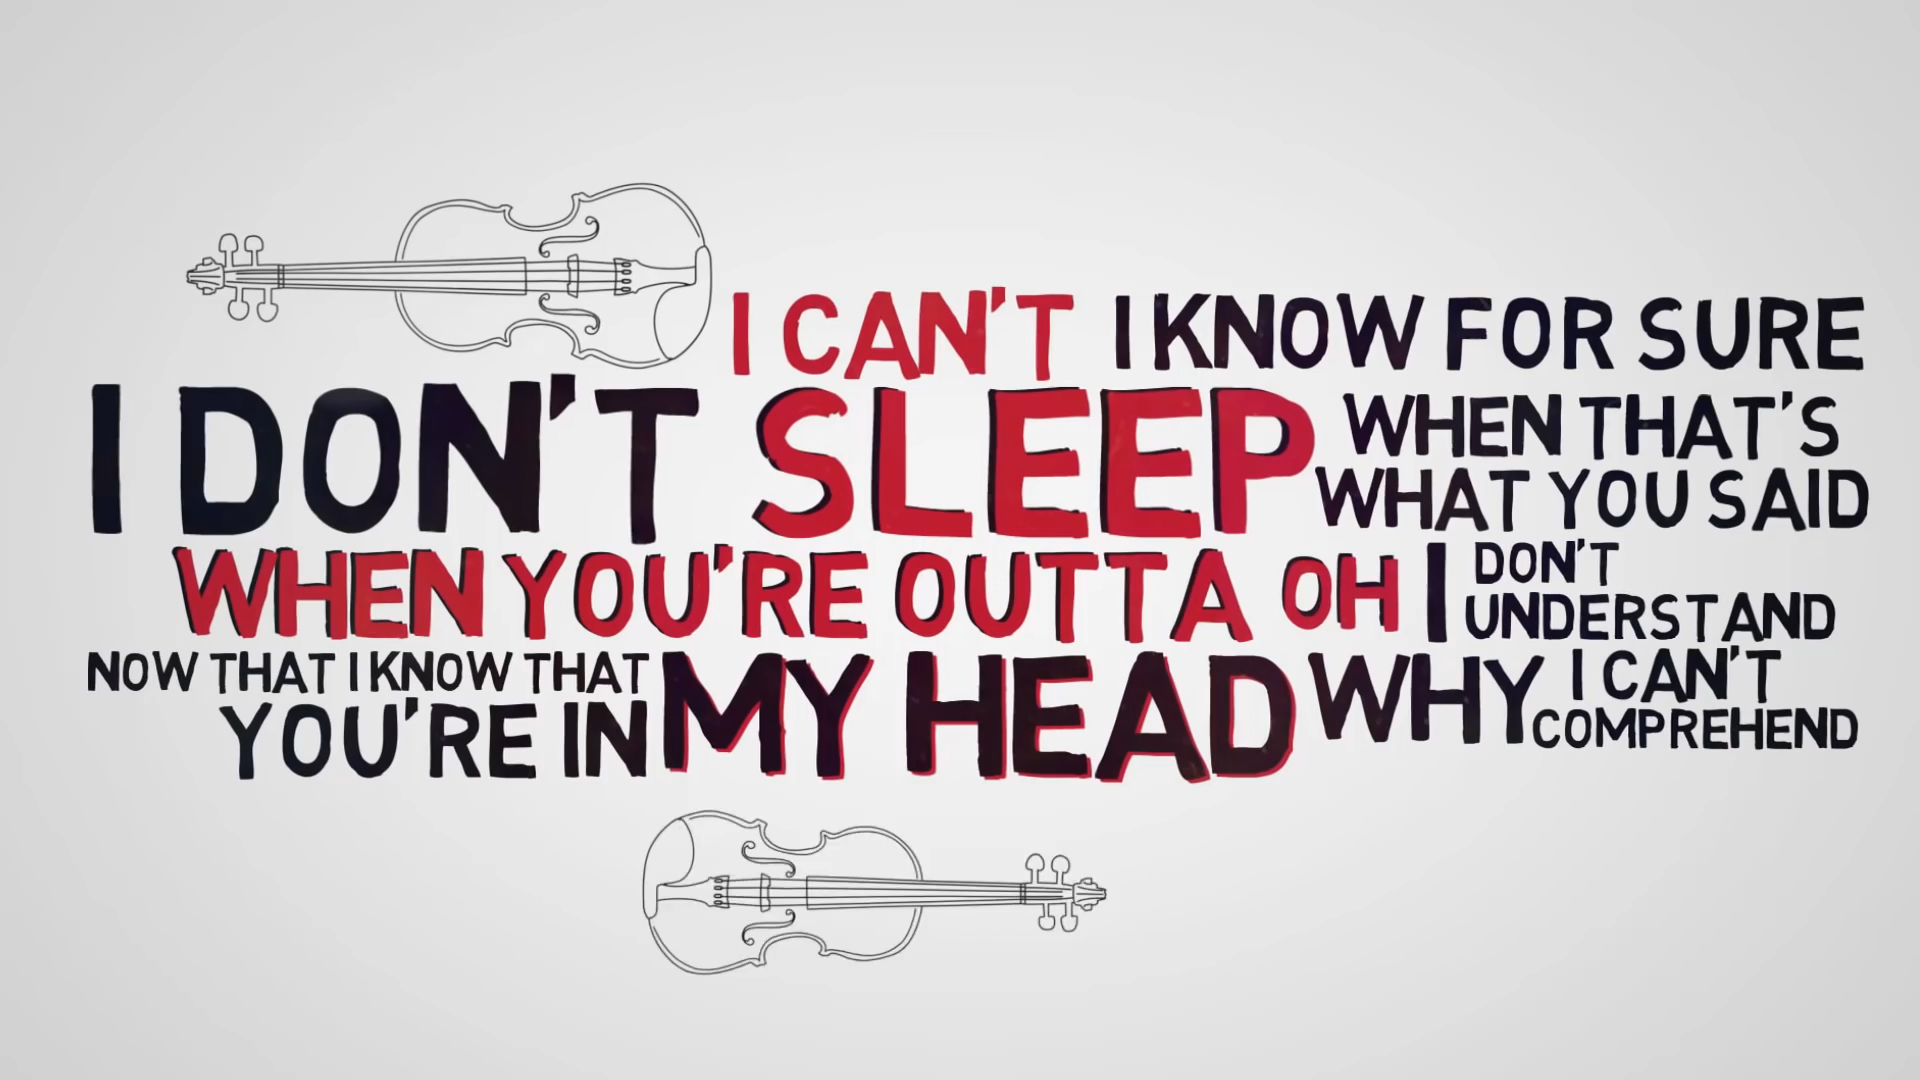 I CAN'T
I DON'T SLEEP
WHEN YOU'RE OUTTA
NOW THAT I KNOW THAT
YOU'RE IN
MY HEAD
I KNOW FOR SURE
WHEN THAT'S
WHAT YOU SAID
OH I
DON'T
UNDERSTAND
WHY
I CAN'T
COMPREHEND